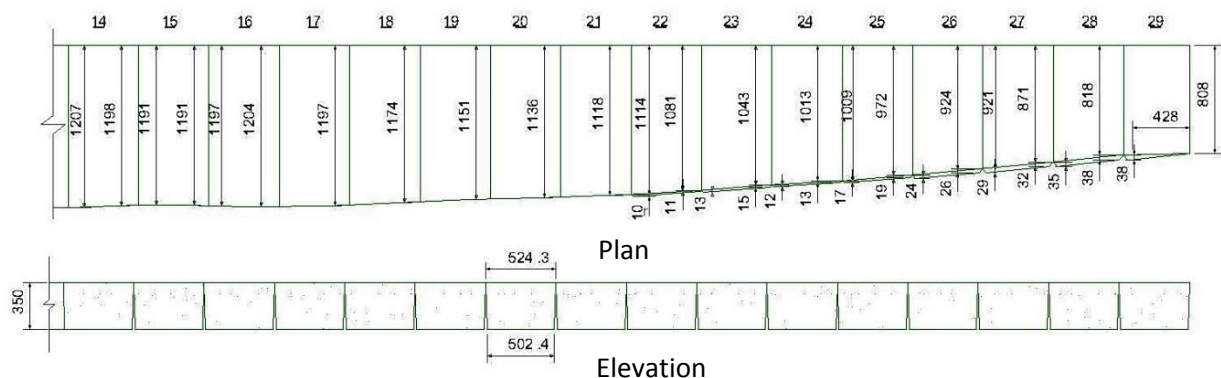 14 15 16 17 18 19 20 21 22 23 24 25 26 27 28 29
1207 1198 1191 1191 1197 1204 1197 1174 1151 1136 1118 1114 1081 1043 1013 1009 972 924 921 871 818 428 808
10 11 13 15 12 13 17 19 24 26 29 32 35 38 38
Plan
524 .3
350
502 .4
Elevation